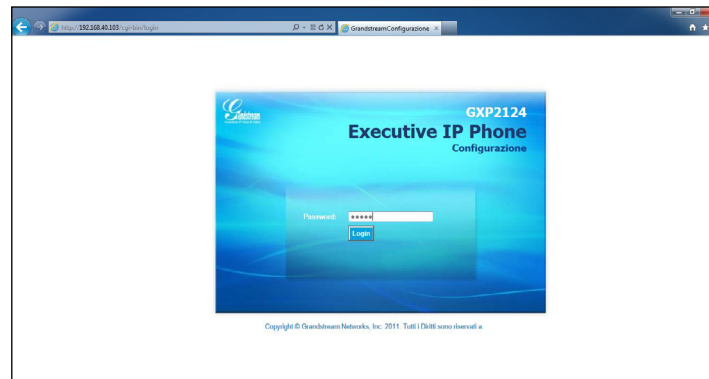 http://192.168.40.103/cgi-bin/login
GrandstreamConfigurazione
Grandstream
GXP2124
Executive IP Phone
Configurazione
Password:
Login
Copyright © Grandstream Networks, Inc. 2011. Tutti i Diritti sono riservati a